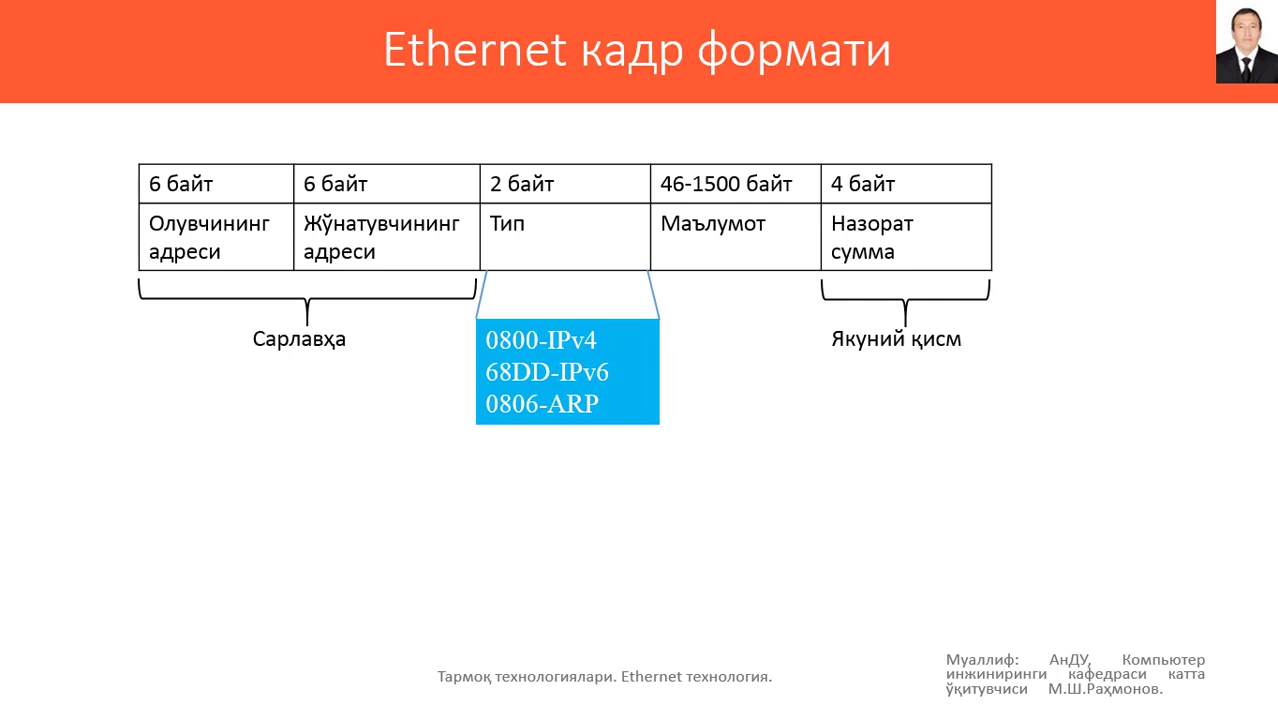 Ethernet кадр формати
6 байт
6 байт
2 байт
46-1500 байт
4 байт
Олувчининг
адреси
Жўнатувчининг
адреси
Тип
Маълумот
Назорат
сумма
Сарлавҳа
0800-IPv4
68DD-IPv6
0806-ARP
Якуний қисм
Тармоқ технологиялари. Ethernet технология.
Муаллиф: АнДУ, Компьютер
инжиниринги кафедраси катта
ўқитувчиси М.Ш.Раҳмонов.